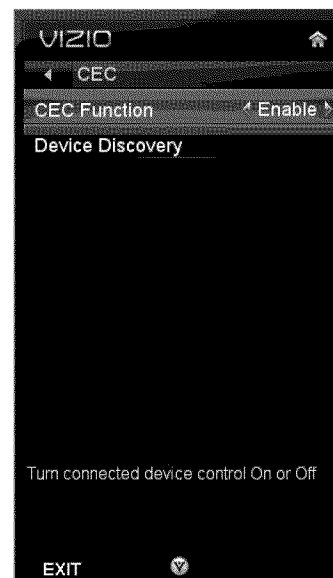 VIZIO
CEC
CEC Function Enable
Device Discovery
Turn connected device control On or Off
EXIT